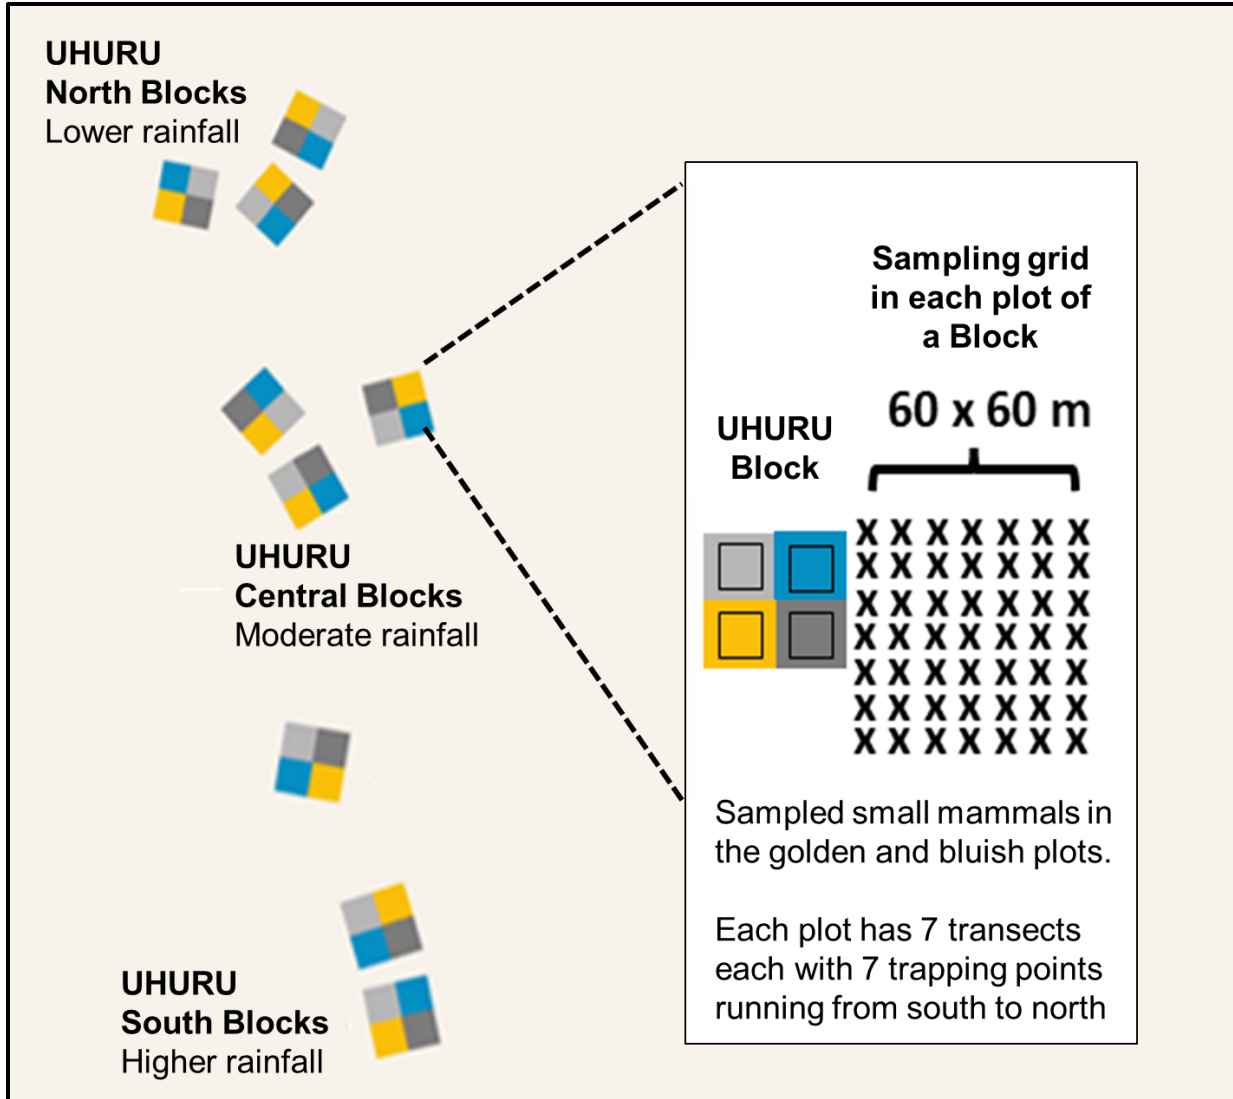 UHURU
North Blocks
Lower rainfall
Sampling grid
in each plot of
a Block
60 x 60 m
UHURU
Block
X X X X X X X
X X X X X X X
X X X X X X X
X X X X X X X
X X X X X X X
X X X X X X X
X X X X X X X
UHURU
Central Blocks
Moderate rainfall
Sampled small mammals in
the golden and bluish plots.
Each plot has 7 transects
each with 7 trapping points
running from south to north
UHURU
South Blocks
Higher rainfall